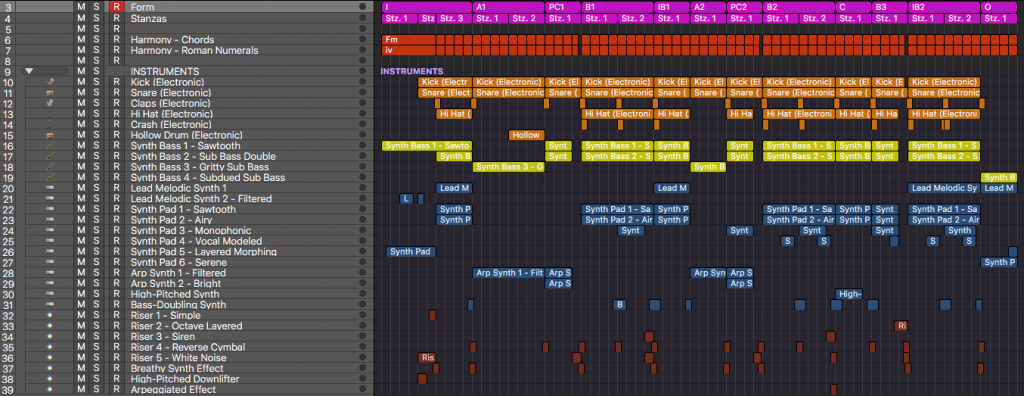 3 M S R Form I A1 PC1 B1 IB1 A2 PC2 B2 C B3 IB2 O
4 M S R Stanzas Stz. 1 Stz Stz. 3 Stz. 1 Stz. 2 Stz. 1 Stz. 1 Stz. 2 Stz. 1 Stz. 1 Stz. 1 Stz. 1 Stz. 2 Stz. 1 Stz. 1 Stz. 1 Stz. 2 Stz. 1
5 M S R
6 M S R Harmony - Chords Fm
7 M S R Harmony - Roman Numerals iv
8 M S R
9 M S INSTRUMENTS INSTRUMENTS
10 M S R Kick (Electronic) Kick (Electr Kick (Electronic) Kick (El Kick (Electronic) Kick (El Kick (El Kick (El Kick (Electronic) Kick (El Kick (El Kick (Electronic)
11 M S R Snare (Electronic) Snare (Elect Snare (Electronic) Snare ( Snare (Electronic) Snare ( Snare ( Snare ( Snare (Electronic) Snare ( Snare ( Snare (Electronic)
12 M S R Claps (Electronic)
13 M S R Hi Hat (Electronic) Hi Hat ( Hi Hat (Electroni Hi Hat ( Hi Ha Hi Hat (Electroni Hi Hat ( Hi Hat Hi Hat (Electroni
14 M S R Crash (Electronic)
15 M S R Hollow Drum (Electronic) Hollow
16 M S R Synth Bass 1 - Sawtooth Synth Bass 1 - Sawto Synt Synth Bass 1 - S Synth B Synt Synth Bass 1 - S Synth B Synth Synth Bass 1 - S
17 M S R Synth Bass 2 - Sub Bass Double Synth B Synt Synth Bass 2 - S Synth B Synt Synth Bass 2 - S Synth B Synth Synth Bass 2 - S
18 M S R Synth Bass 3 - Gritty Sub Bass Synth Bass 3 - G Synth B
19 M S R Synth Bass 4 - Subdued Sub Bass Synth B
20 M S R Lead Melodic Synth 1 Lead M Lead M Lead Melodic Sy Lead M
21 M S R Lead Melodic Synth 2 - Filtered L
22 M S R Synth Pad 1 - Sawtooth Synth P Synth Pad 1 - Sa Synth P Synth Pad 1 - Sa Synth P Synth Synth Pad 1 - Sa
23 M S R Synth Pad 2 - Airy Synth P Synth Pad 2 - Air Synth P Synth Pad 2 - Air Synth P Synth Synth Pad 2 - Air
24 M S R Synth Pad 3 - Monophonic Synt Synt Synth Synth Synth Synth
25 M S R Synth Pad 4 - Vocal Modeled S S S S
26 M S R Synth Pad 5 - Layered Morphing Synth Pad
27 M S R Synth Pad 6 - Serene Synth P
28 M S R Arp Synth 1 - Filtered Arp Synth 1 - Filt Arp S Arp Syn Arp S
29 M S R Arp Synth 2 - Bright Arp S Arp S
30 M S R High-Pitched Synth High-
31 M S R Bass-Doubling Synth B
32 M S R Riser 1 - Simple
33 M S R Riser 2 - Octave Layered Ri
34 M S R Riser 3 - Siren
35 M S R Riser 4 - Reverse Cymbal
36 M S R Riser 5 - White Noise Ris
37 M S R Breathy Synth Effect
38 M S R High-Pitched Downlifter
39 M S R Arpeggiated Effect